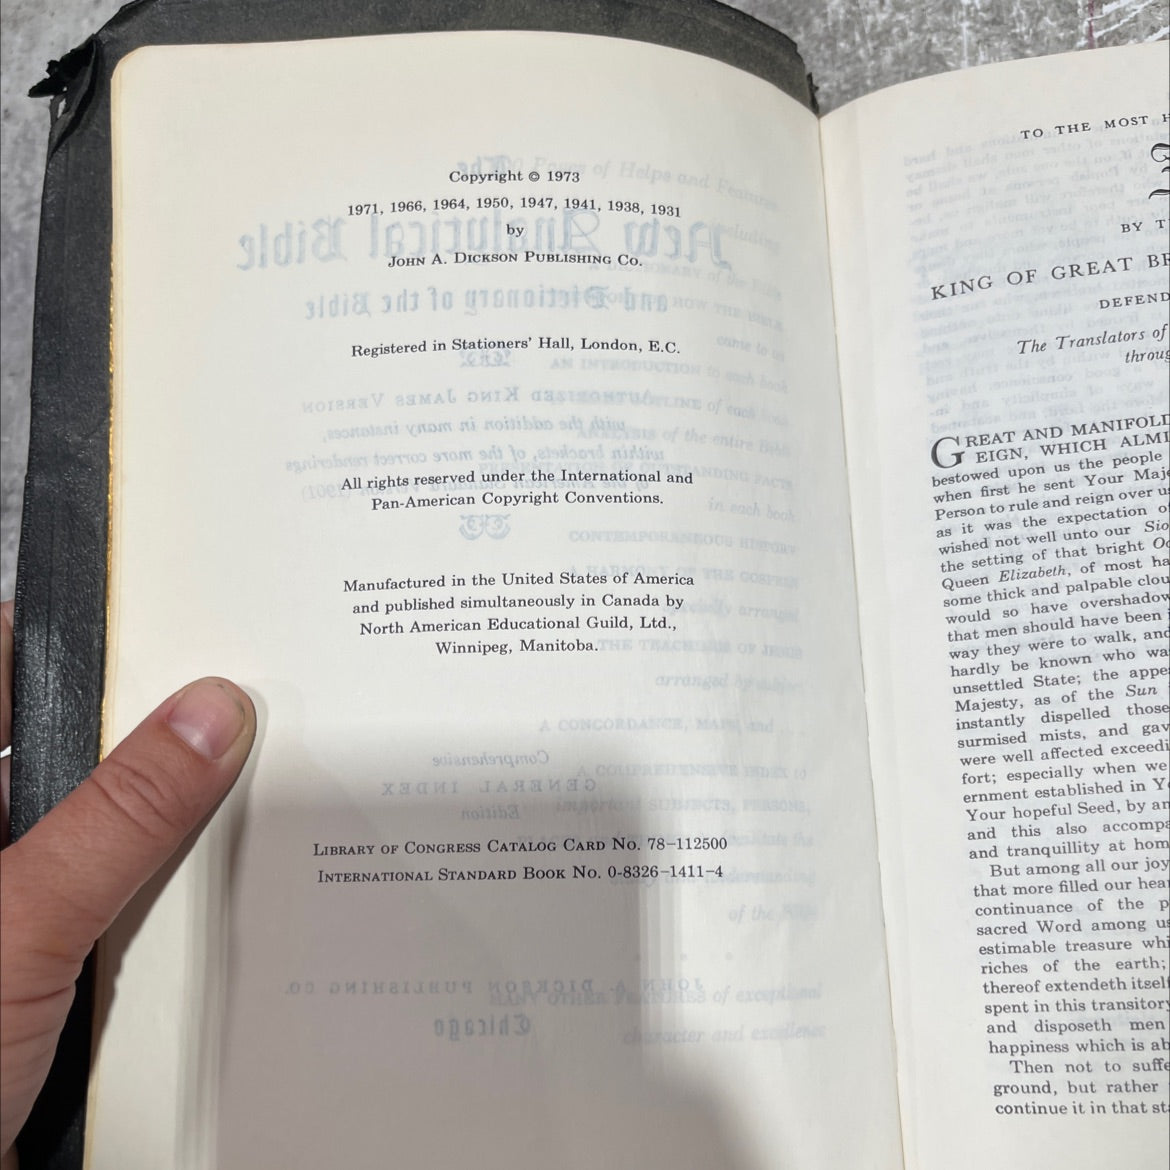 Copyright © 1973
1971, 1966, 1964, 1950, 1947, 1941, 1938, 1931
by
JOHN A. DICKSON PUBLISHING CO.
Registered in Stationers' Hall, London, E.C.
All rights reserved under the International and
Pan-American Copyright Conventions.
Manufactured in the United States of America
and published simultaneously in Canada by
North American Educational Guild, Ltd.,
Winnipeg, Manitoba.
LIBRARY OF CONGRESS CATALOG CARD NO. 78-112500
INTERNATIONAL STANDARD BOOK NO. 0-8326-1411-4
TO THE MOST H
BY T
KING OF GREAT BR
DEFEND
The Translators of
throug
GREAT AND MANIFOLD
EIGN, WHICH ALMI
bestowed upon us the people
when first he sent Your Maje
Person to rule and reign over u
as it was the expectation of
wished not well unto our Sio
the setting of that bright Oc
Queen Elizabeth, of most ha
some thick and palpable clou
would so have overshadow
that men should have been i
way they were to walk, and
hardly be known who wa
unsettled State; the appe
Majesty, as of the Sun
instantly dispelled those
surmised mists, and gav
were well affected exceedi
fort; especially when we
ernment established in Y
Your hopeful Seed, by an
and this also accompa
and tranquillity at hom
But among all our joy
that more filled our hear
continuance of the p
sacred Word among us
estimable treasure whi
riches of the earth;
thereof extendeth itself
spent in this transitory
and disposeth men
happiness which is ab
Then not to suffe
ground, but rather
continue it in that sta